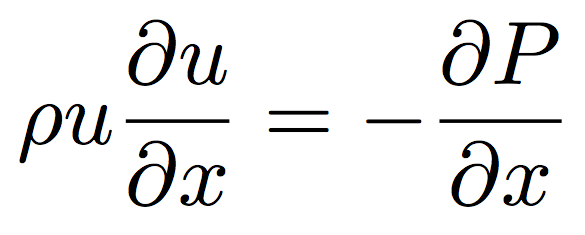 ρu ∂u/∂x = − ∂P/∂x